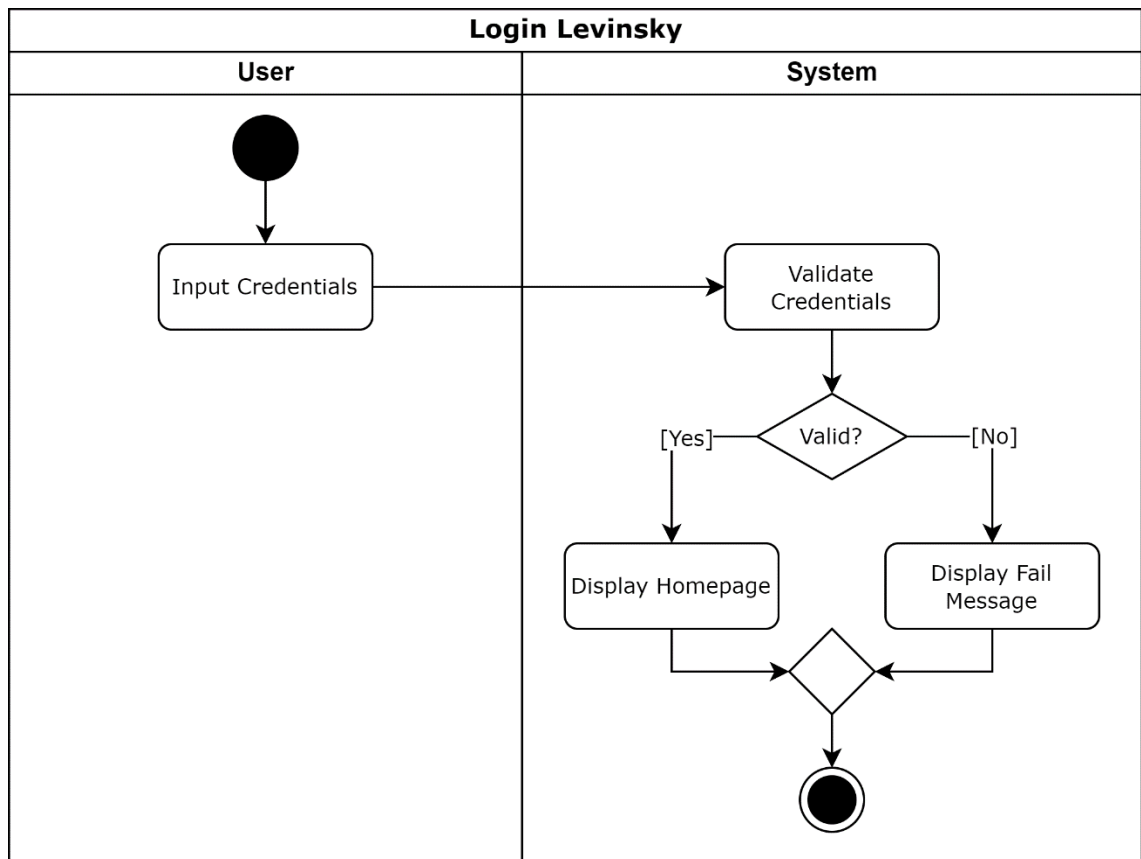 Login Levinsky
User
System
Input Credentials
Validate
Credentials
Valid?
[Yes]
[No]
Display Homepage
Display Fail
Message